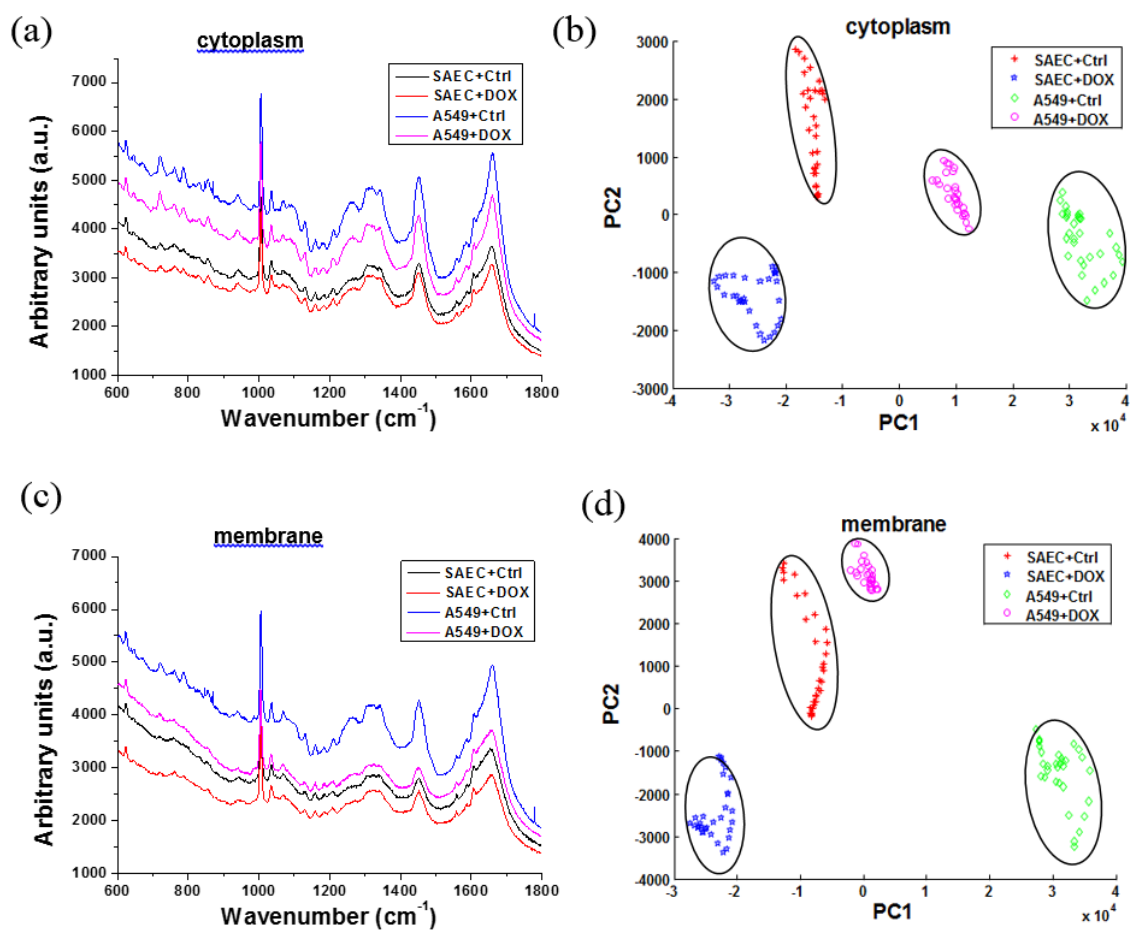 (a)
cytoplasm
SAEC+Ctrl
SAEC+DOX
A549+Ctrl
A549+DOX
Arbitrary units (a.u.)
7000
6000
5000
4000
3000
2000
1000
600 800 1000 1200 1400 1600 1800
Wavenumber (cm⁻¹)
(b)
cytoplasm
SAEC+Ctrl
SAEC+DOX
A549+Ctrl
A549+DOX
PC2
3000
2000
1000
0
-1000
-2000
-3000
-4 -3 -2 -1 0 1 2 3 4
PC1
x 10⁴
(c)
membrane
SAEC+Ctrl
SAEC+DOX
A549+Ctrl
A549+DOX
Arbitrary units (a.u.)
7000
6000
5000
4000
3000
2000
1000
600 800 1000 1200 1400 1600 1800
Wavenumber (cm⁻¹)
(d)
membrane
SAEC+Ctrl
SAEC+DOX
A549+Ctrl
A549+DOX
PC2
4000
3000
2000
1000
0
-1000
-2000
-3000
-4000
-3 -2 -1 0 1 2 3 4
PC1
x 10⁴